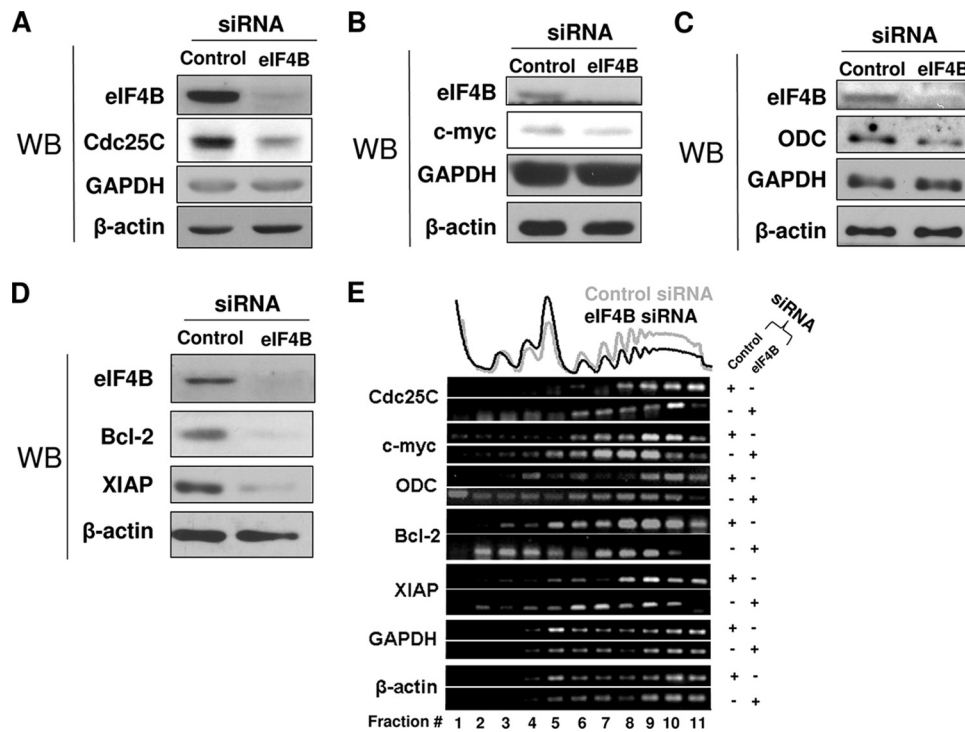 A
siRNA
Control eIF4B
eIF4B
Cdc25C
GAPDH
β-actin
WB
B
siRNA
Control eIF4B
eIF4B
c-myc
GAPDH
β-actin
WB
C
siRNA
Control eIF4B
eIF4B
ODC
GAPDH
β-actin
WB
D
siRNA
Control eIF4B
eIF4B
Bcl-2
XIAP
β-actin
WB
E
Control siRNA
eIF4B siRNA
siRNA
Control
eIF4B
Cdc25C
+ -
- +
c-myc
+ -
- +
ODC
+ -
- +
Bcl-2
+ -
- +
XIAP
+ -
- +
GAPDH
+ -
- +
β-actin
+ -
- +
Fraction # 1 2 3 4 5 6 7 8 9 10 11